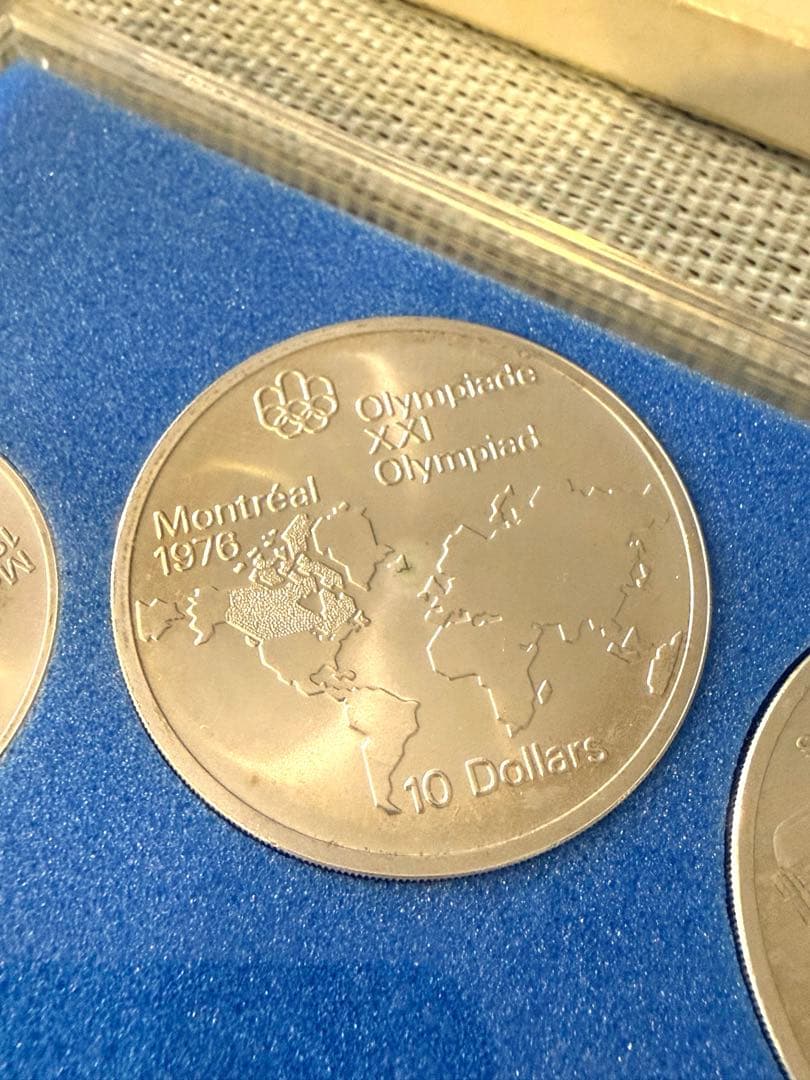 Olympiade
XXI
Olympiad
Montréal
1976
10 Dollars